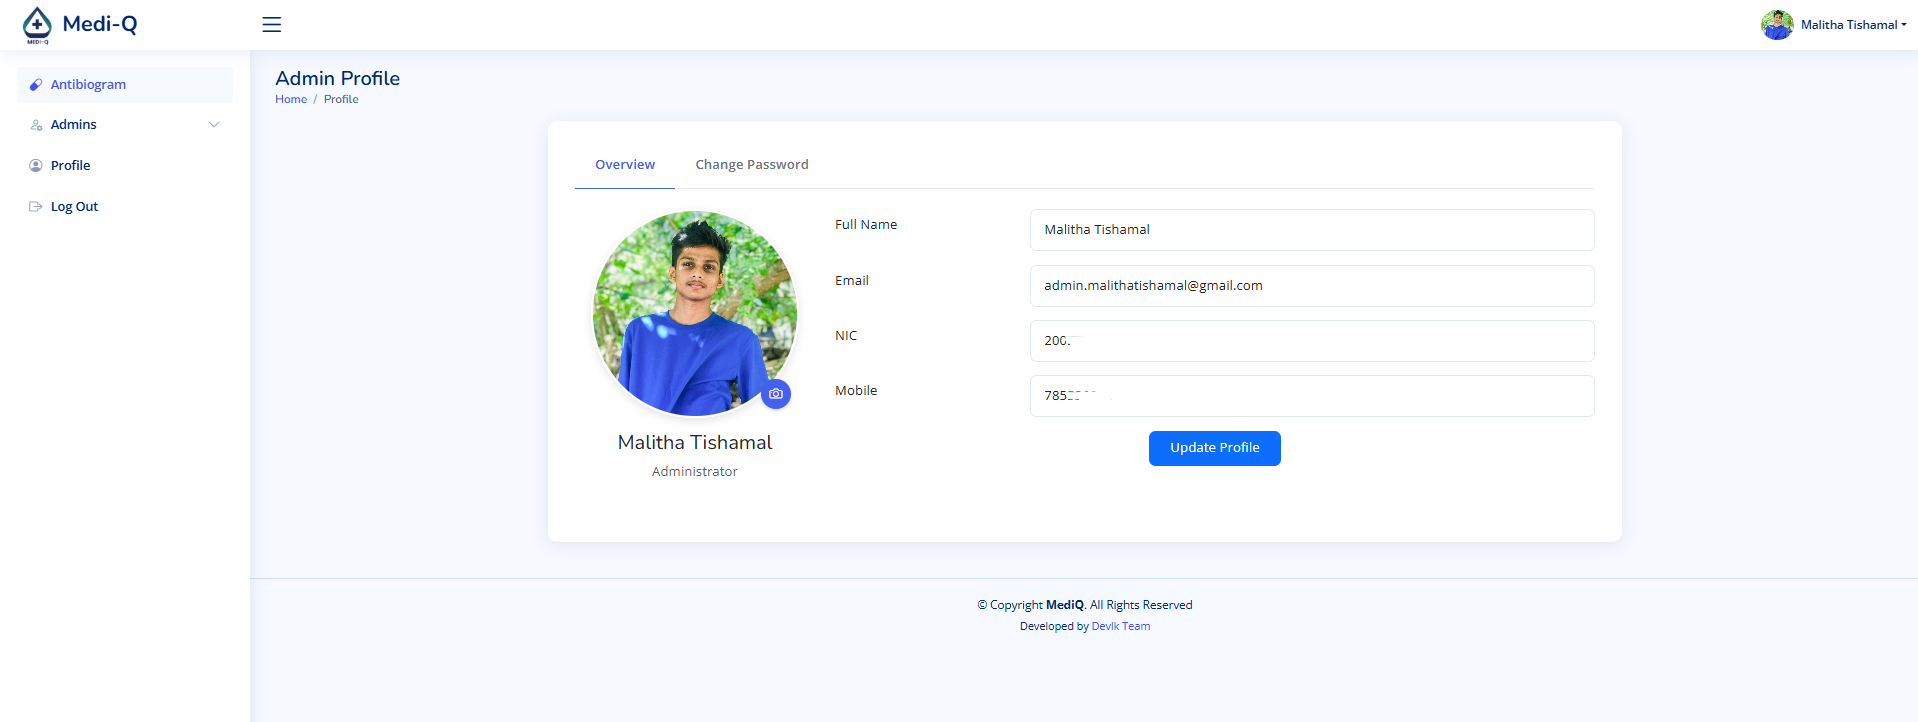 MEDI-Q
Medi-Q
Malitha Tishamal
Antibiogram
Admins
Profile
Log Out
Admin Profile
Home / Profile
Overview
Change Password
Full Name
Malitha Tishamal
Email
admin.malithatishamal@gmail.com
NIC
200
Mobile
785
Malitha Tishamal
Administrator
Update Profile
© Copyright MediQ. All Rights Reserved
Developed by Devlk Team